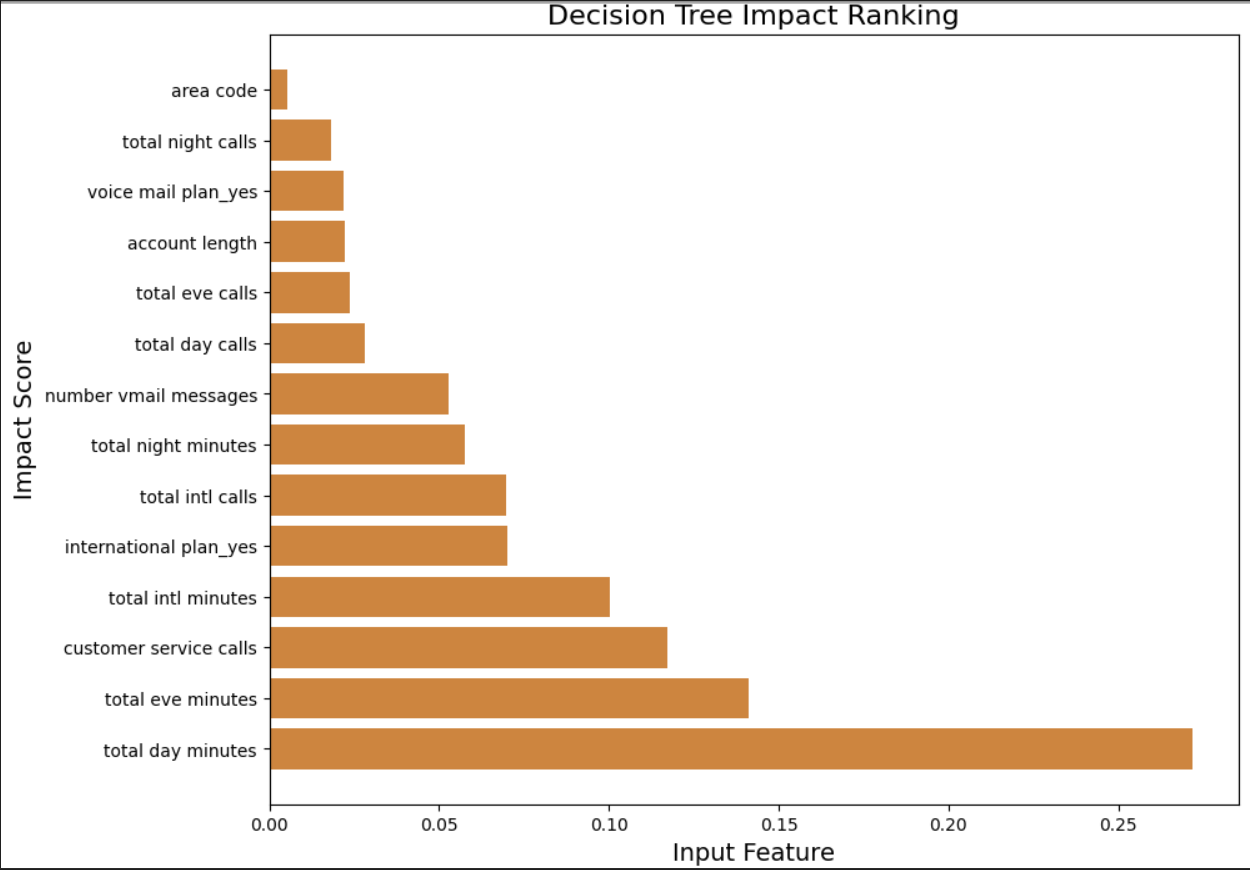 Decision Tree Impact Ranking
area code
total night calls
voice mail plan_yes
account length
total eve calls
total day calls
number vmail messages
total night minutes
total intl calls
international plan_yes
total intl minutes
customer service calls
total eve minutes
total day minutes
Impact Score
0.00 0.05 0.10 0.15 0.20 0.25
Input Feature